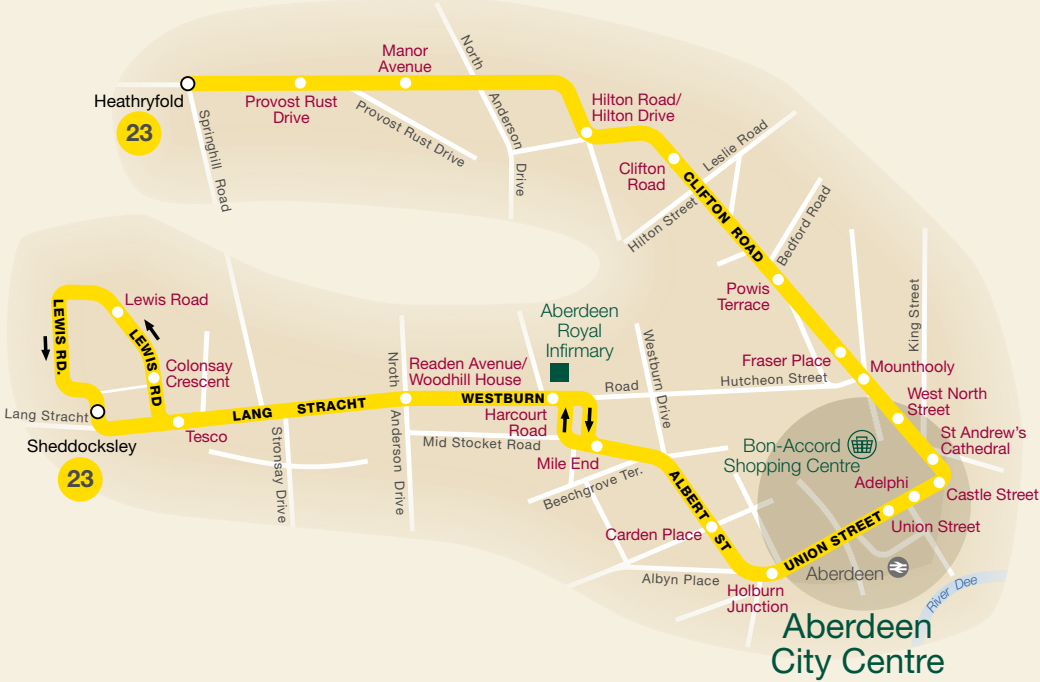 North
Anderson
Drive
Manor
Avenue
Heathryfold
23
Provost Rust
Drive
Provost Rust Drive
Springhill Road
Hilton Road/
Hilton Drive
Clifton
Road
Leslie Road
Hilton Street
CLIFTON ROAD
Bedford Road
Powis
Terrace
King Street
Fraser Place
Mounthooly
Hutcheon Street
West North
Street
St Andrew's
Cathedral
Castle Street
Adelphi
Union Street
UNION STREET
Bon-Accord
Shopping Centre
Aberdeen
River Dee
Aberdeen
City Centre
Holburn
Junction
Albyn Place
Carden Place
ALBERT ST
Beechgrove Ter.
Mile End
Westburn Drive
Aberdeen
Royal
Infirmary
Readen Avenue/
Woodhill House
WESTBURN
Road
Harcourt
Road
Mid Stocket Road
Nroth
Anderson Drive
LANG STRACHT
Stronsay Drive
Tesco
Colonsay
Crescent
Lewis Road
LEWIS RD
LEWIS RD.
Lang Stracht
Sheddocksley
23